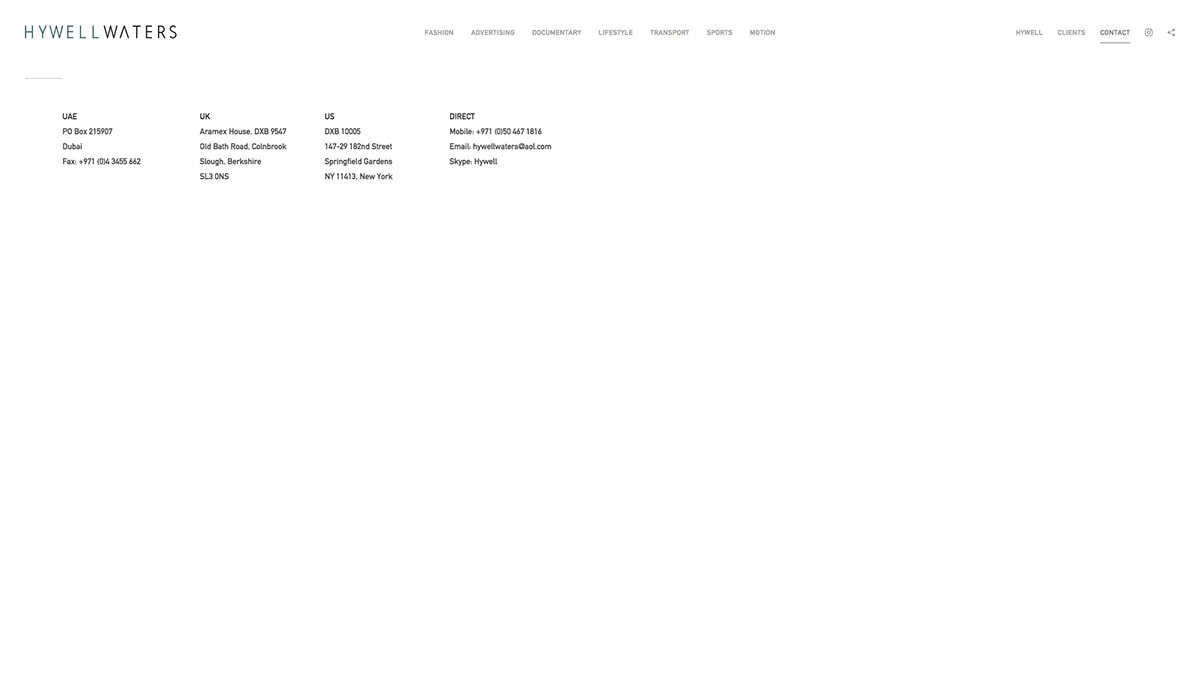 HYWELLWATERS
FASHION ADVERTISING DOCUMENTARY LIFESTYLE TRANSPORT SPORTS MOTION
HYWELL CLIENTS CONTACT
UAE
PO Box 215907
Dubai
Fax: +971 (0)4 3455 662
UK
Aramex House, DXB 9547
Old Bath Road, Colnbrook
Slough, Berkshire
SL3 0NS
US
DXB 10005
147-29 182nd Street
Springfield Gardens
NY 11413, New York
DIRECT
Mobile: +971 (0)50 467 1816
Email: hywellwaters@aol.com
Skype: Hywell